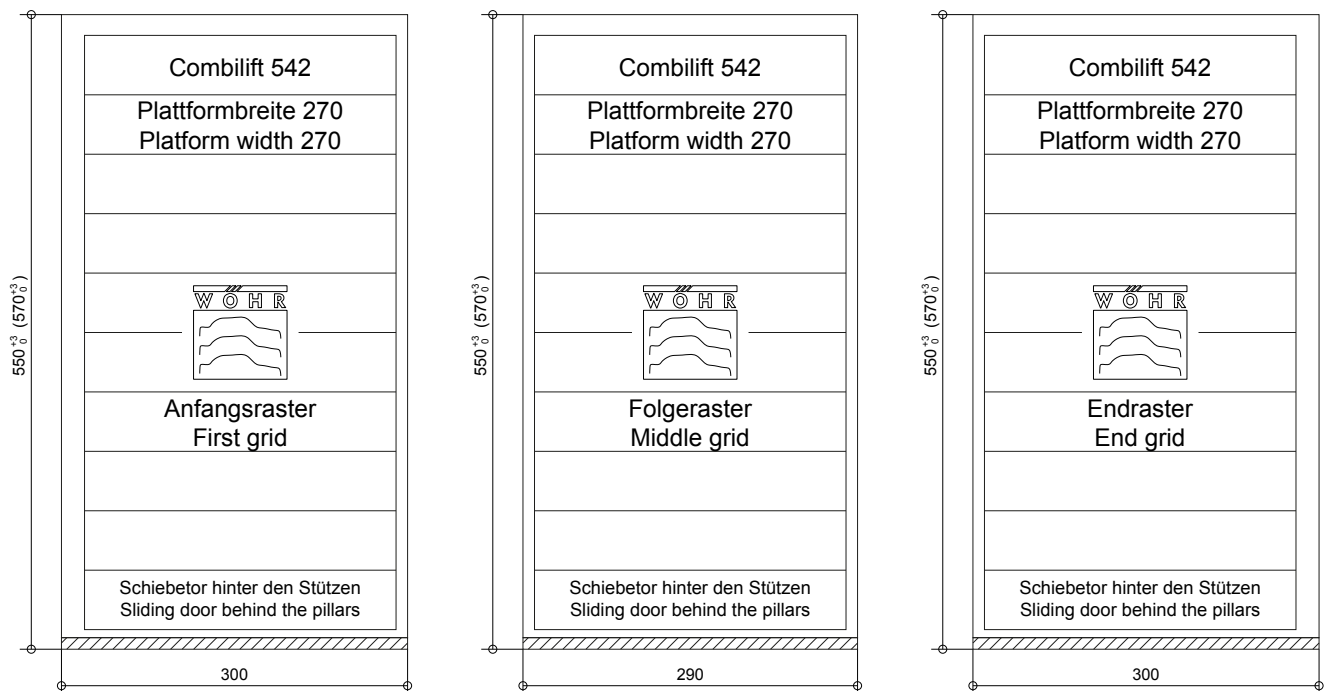 Combilift 542
Plattformbreite 270
Platform width 270
550 +3 0 (570 +3 0)
WÖHR
Anfangsraster
First grid
Schiebetor hinter den Stützen
Sliding door behind the pillars
300
Combilift 542
Plattformbreite 270
Platform width 270
550 +3 0 (570 +3 0)
WÖHR
Folgeraster
Middle grid
Schiebetor hinter den Stützen
Sliding door behind the pillars
290
Combilift 542
Plattformbreite 270
Platform width 270
550 +3 0 (570 +3 0)
WÖHR
Endraster
End grid
Schiebetor hinter den Stützen
Sliding door behind the pillars
300